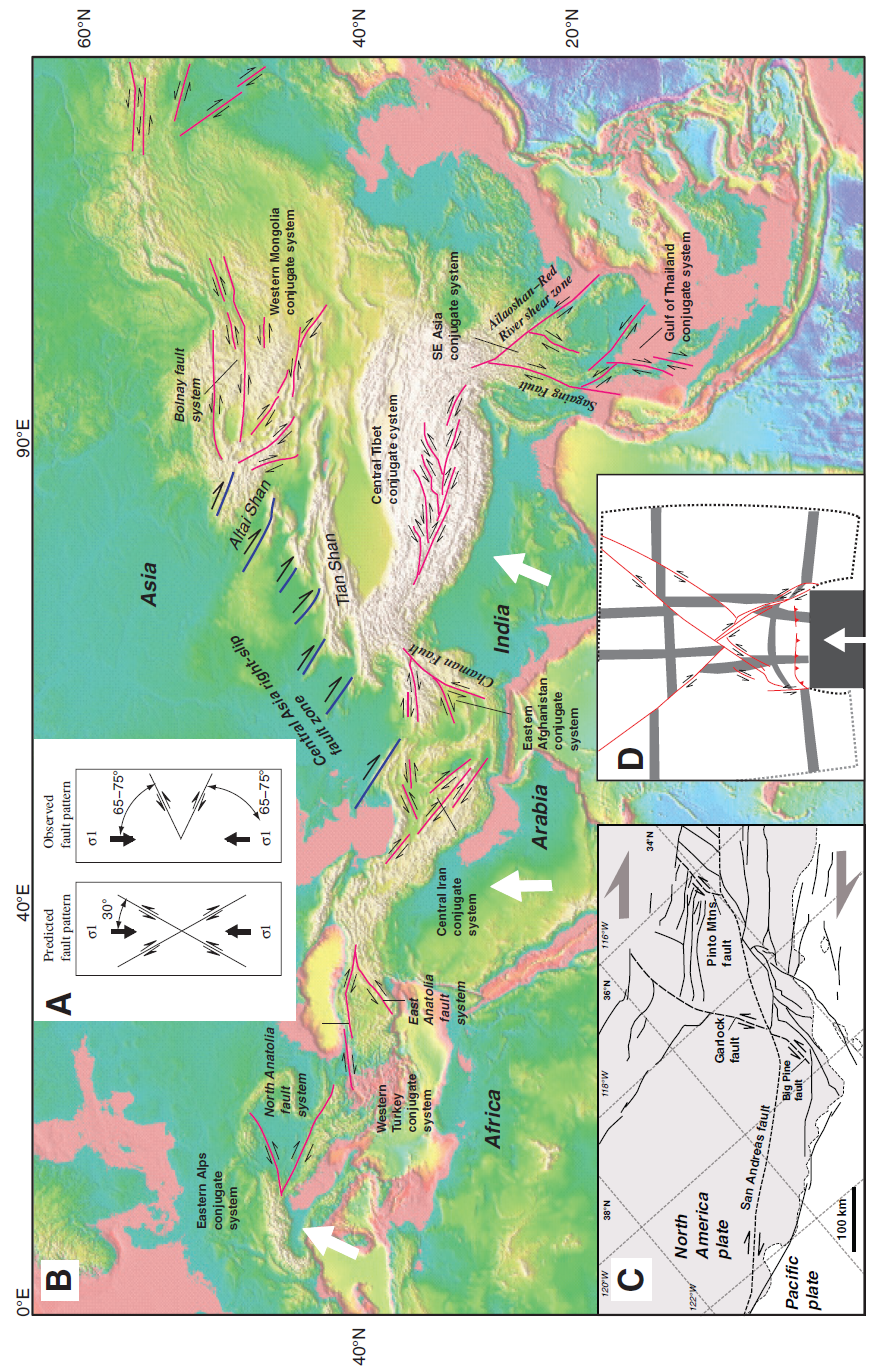 60°N
40°N
20°N
0°E
40°E
90°E
40°N
A
Predicted
fault pattern
σ1
30°
σ1
Observed
fault pattern
σ1
65–75°
65–75°
σ1
B
Asia
India
Arabia
Africa
Eastern Alps
conjugate
system
North Anatolia
fault
system
Western
Turkey
conjugate
system
East
Anatolia
fault
system
Central Iran
conjugate
system
Central Asia right-slip
fault zone
Eastern
Afghanistan
conjugate
system
Chaman Fault
Tian Shan
Altai Shan
Bolnay fault
system
Western Mongolia
conjugate system
Central Tibet
conjugate cystem
SE Asia
conjugate system
Ailaoshan–Red
River shear zone
Sagaing Fault
Gulf of Thailand
conjugate system
C
120°W
122°W
38°N
118°W
36°N
116°W
34°N
North
America
plate
Pacific
plate
San Andreas fault
Garlock
fault
Big Pine
fault
Pinto Mtns.
fault
100 km
D